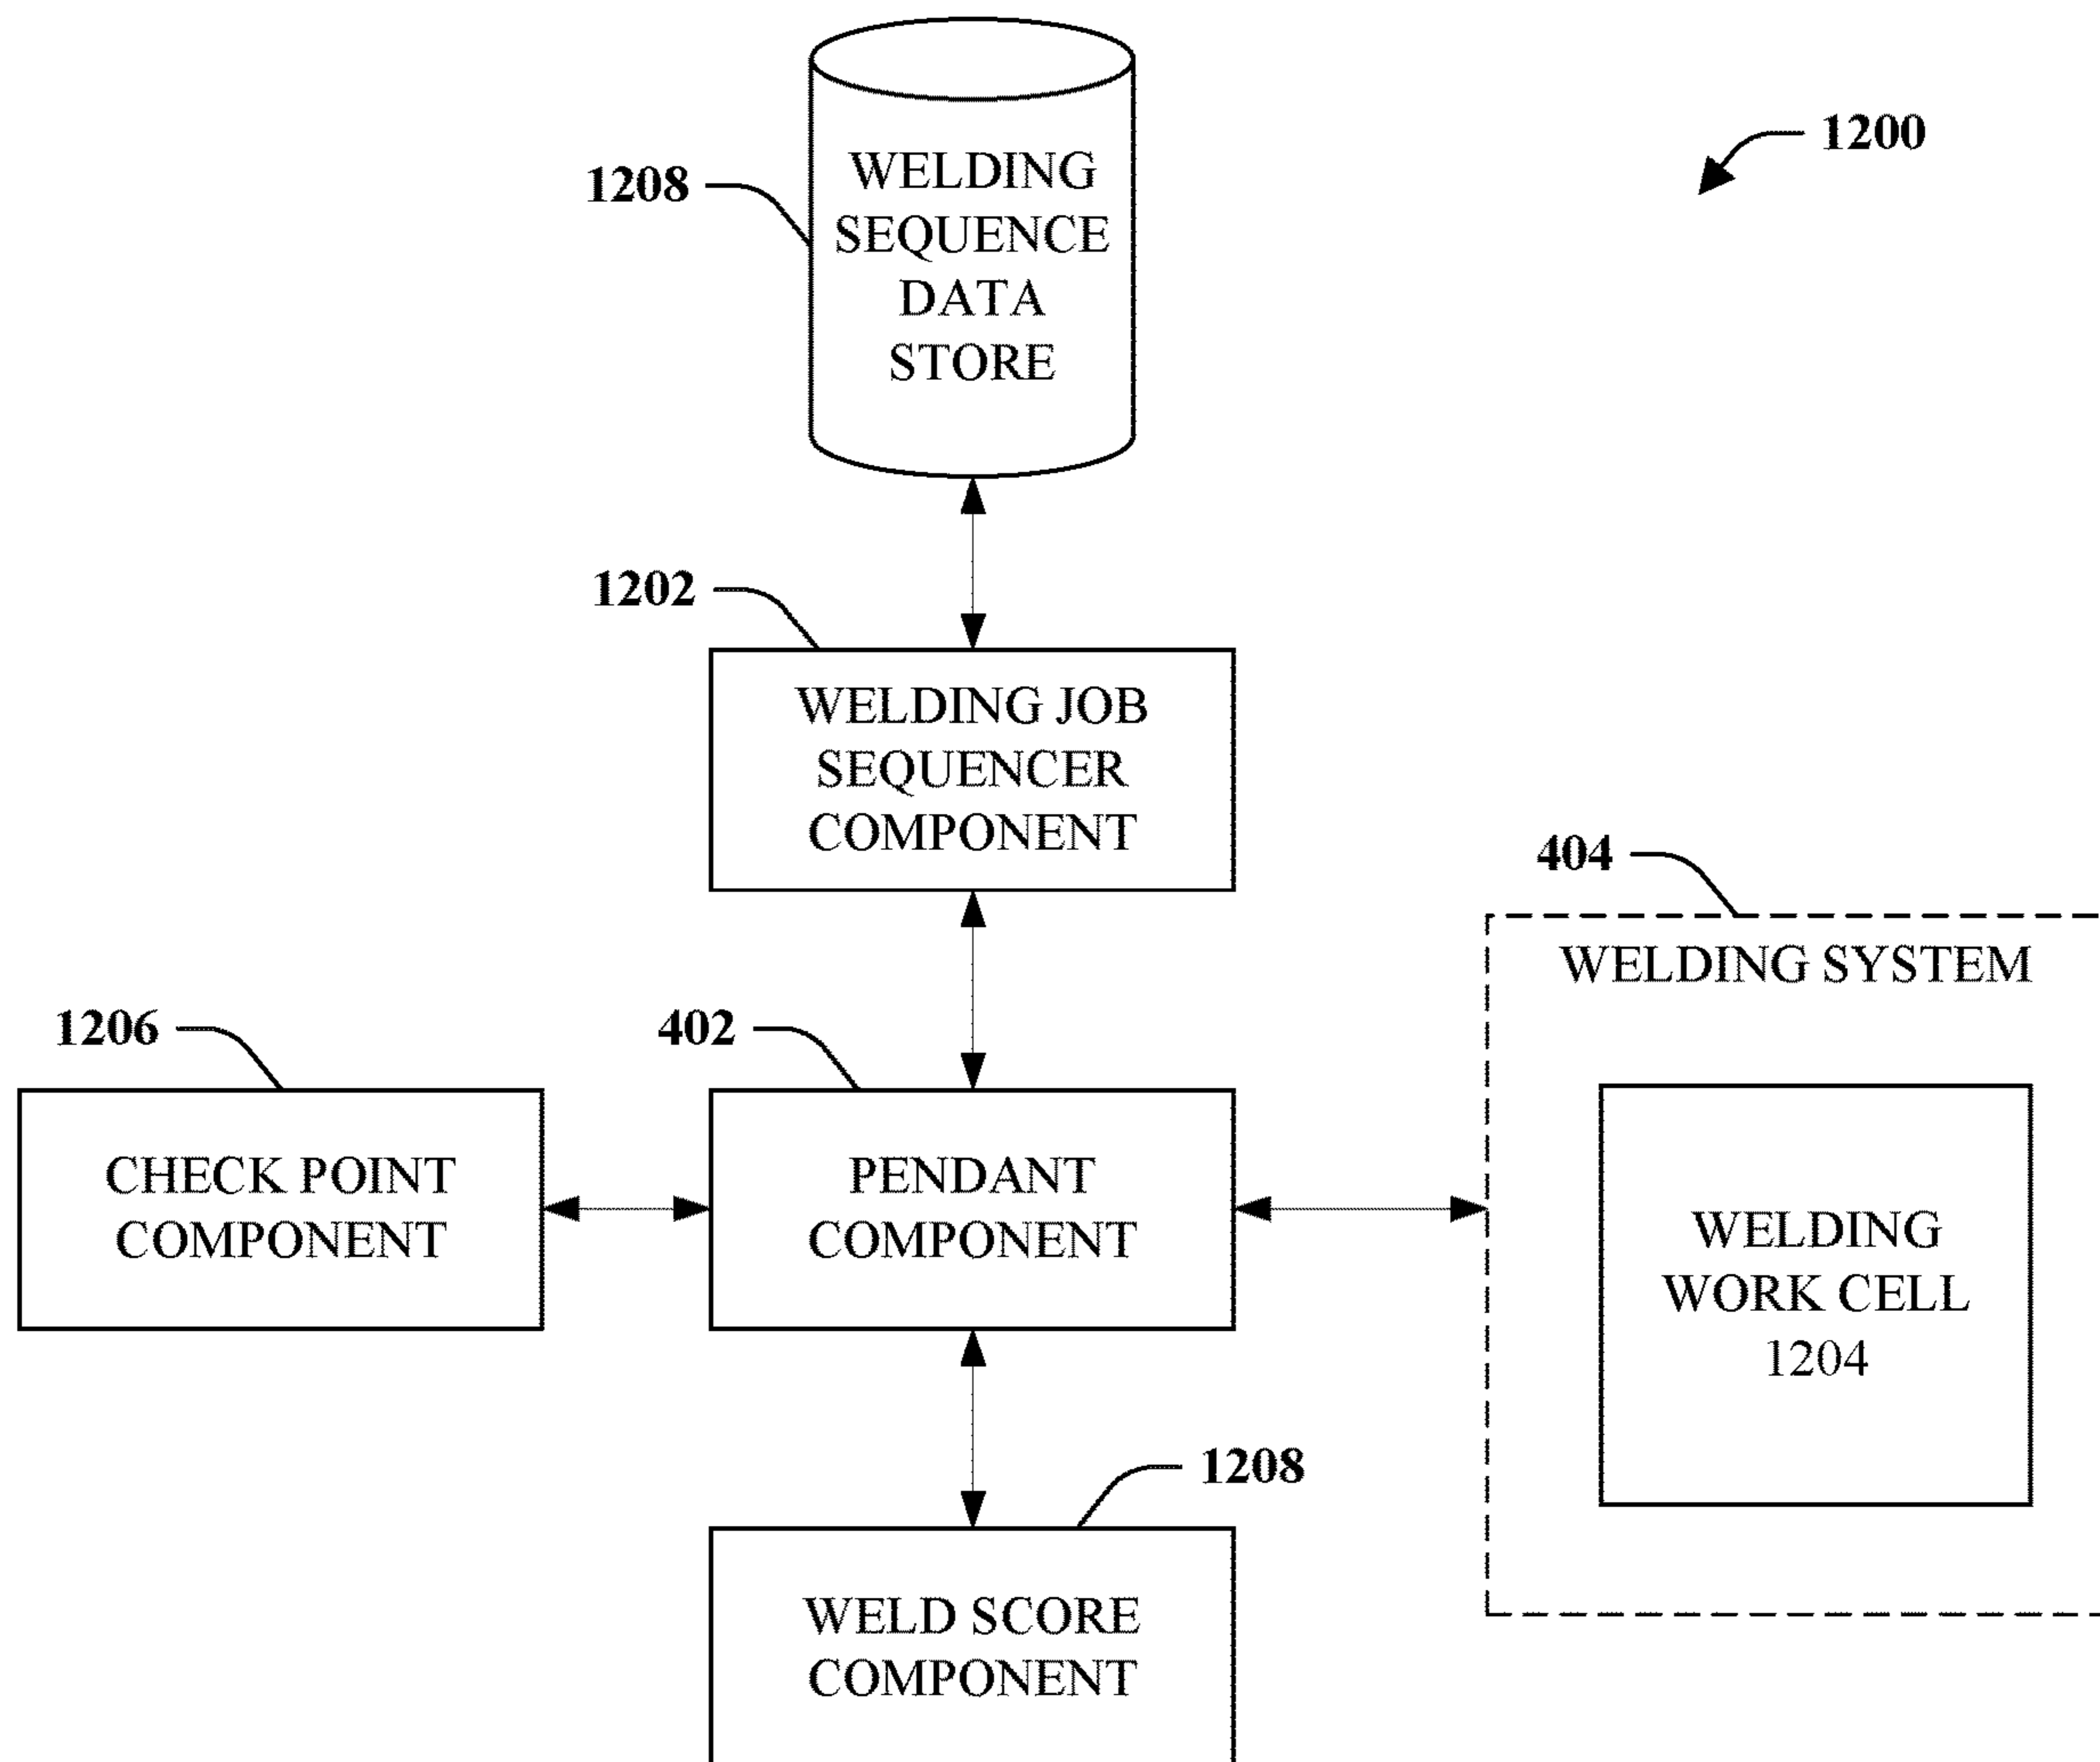 1200
1208
WELDING
SEQUENCE
DATA
STORE
1202
WELDING JOB
SEQUENCER
COMPONENT
404
WELDING SYSTEM
1206
402
CHECK POINT
COMPONENT
PENDANT
COMPONENT
WELDING
WORK CELL
1204
1208
WELD SCORE
COMPONENT